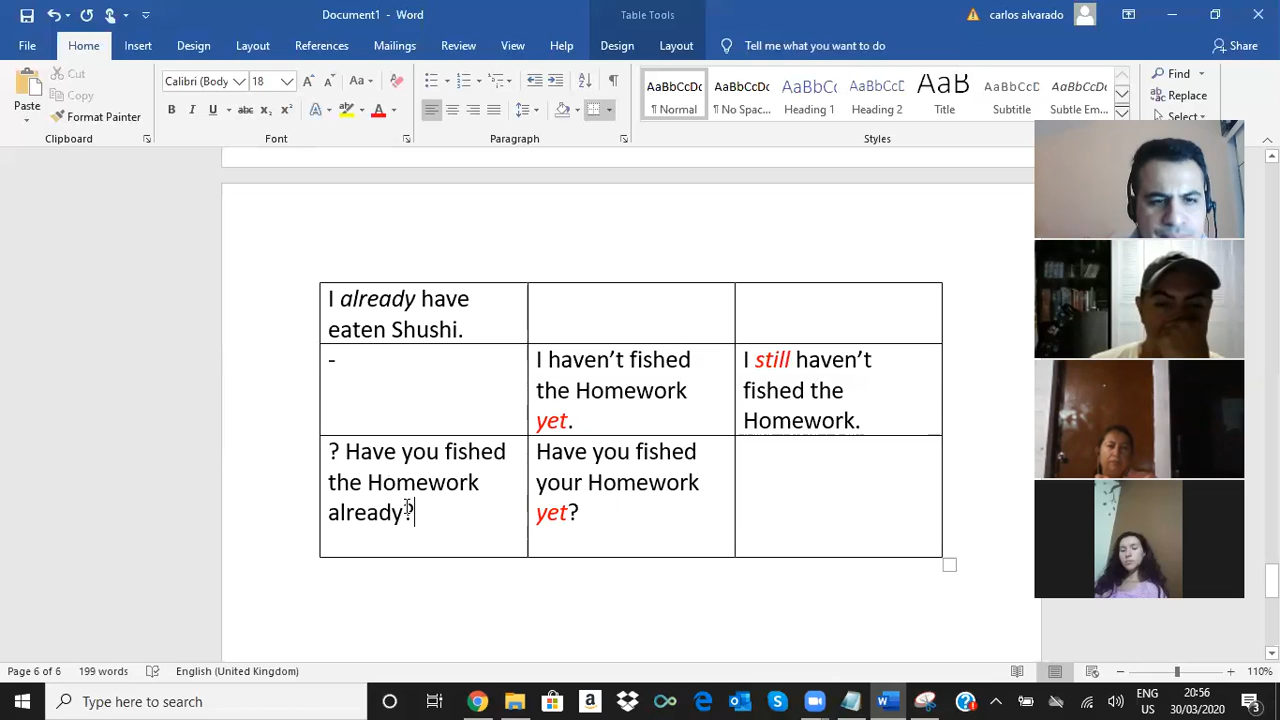 Document1 - Word
Table Tools
carlos alvarado
File
Home
Insert
Draw
Design
Layout
References
Mailings
Review
View
Help
Design
Layout
Tell me what you want to do
Share
Paste
Cut
Copy
Format Painter
Clipboard
Calibri (Body
18
Font
Paragraph
AaBbCcDc
¶ Normal
AaBbCcDc
¶ No Spac...
AaBbCc
Heading 1
AaBbCcC
Heading 2
AaB
Title
AaBbCcD
Subtitle
AaBbCcDc
Subtle Em...
Styles
Find
Replace
Select
I already have
eaten Shushi.
-
I haven’t fished
the Homework
yet.
I still haven’t
fished the
Homework.
? Have you fished
the Homework
already?
Have you fished
your Homework
yet?
Page 6 of 6
199 words
English (United Kingdom)
110%
Type here to search
ENG
US
20:56
30/03/2020
3